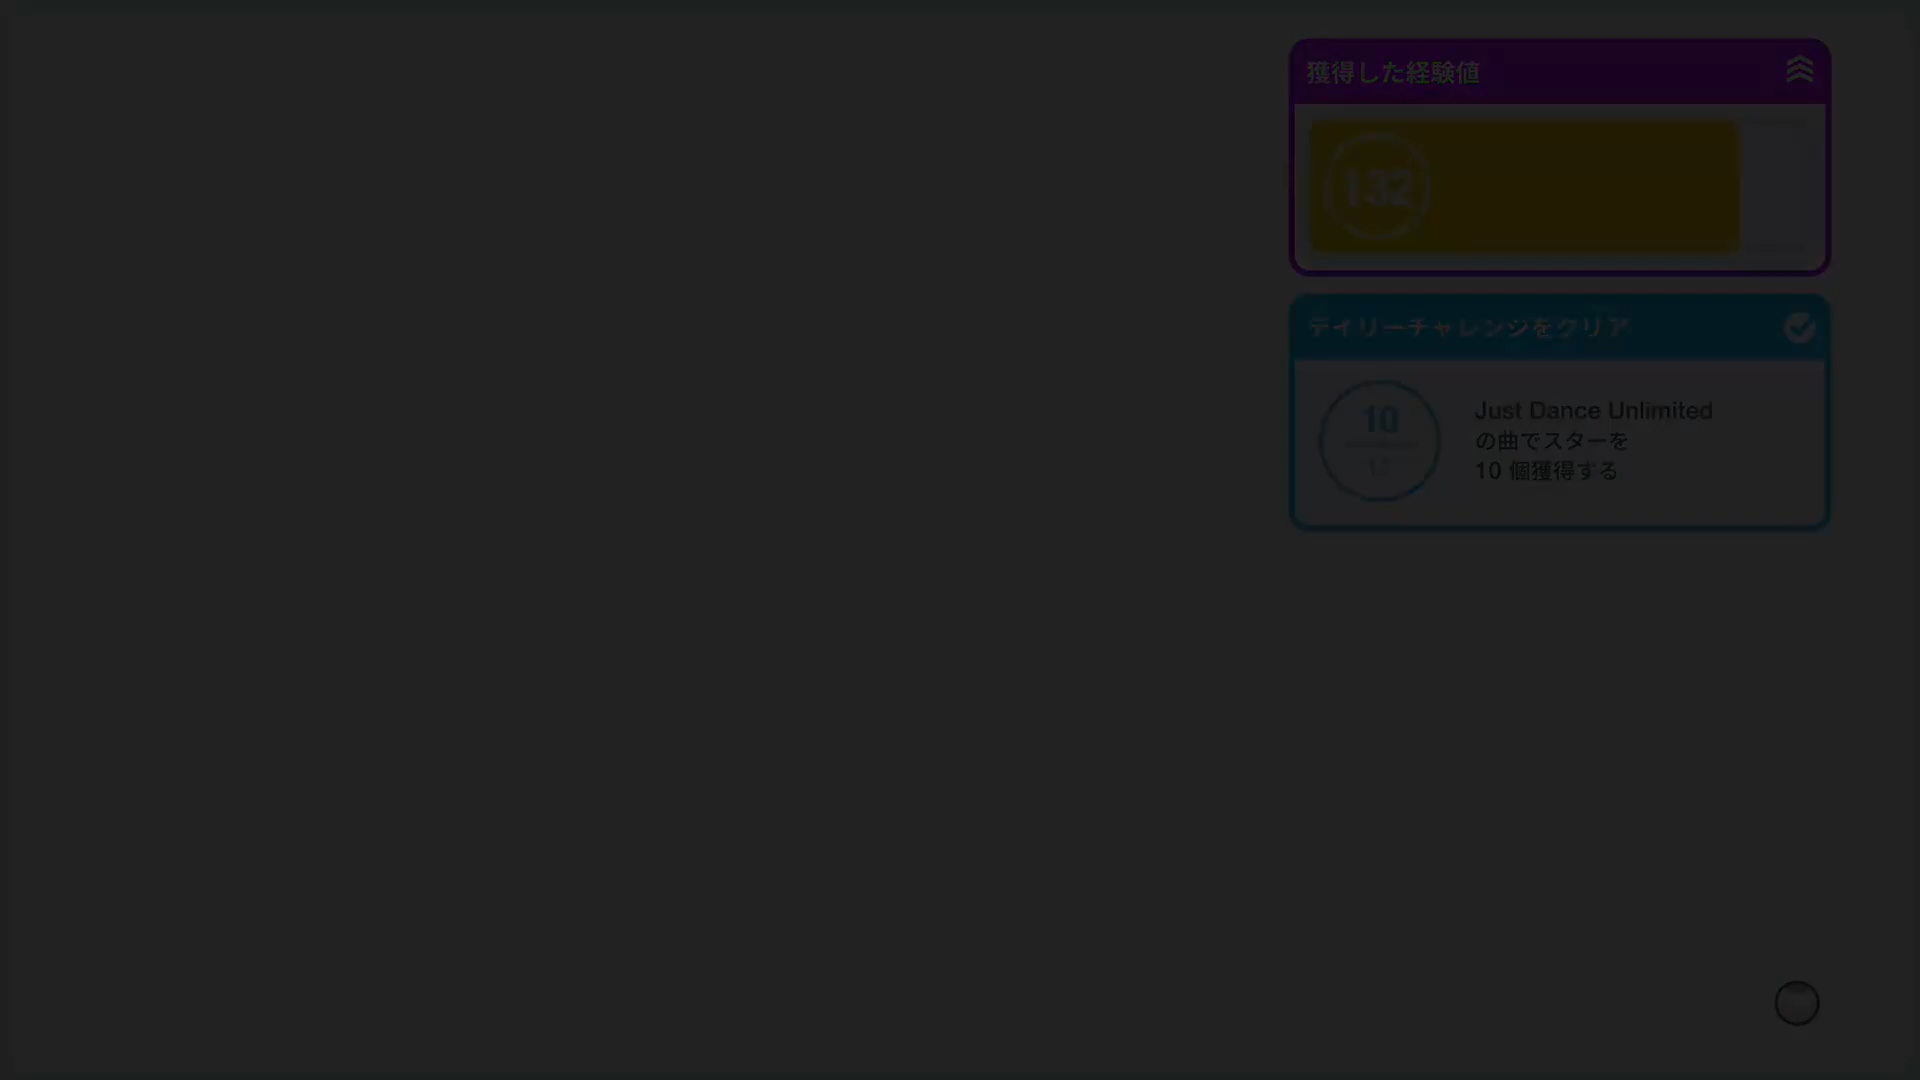 獲得した経験値
132
デイリーチャレンジをクリア
10
Just Dance Unlimited
の曲でスターを
10 個獲得する